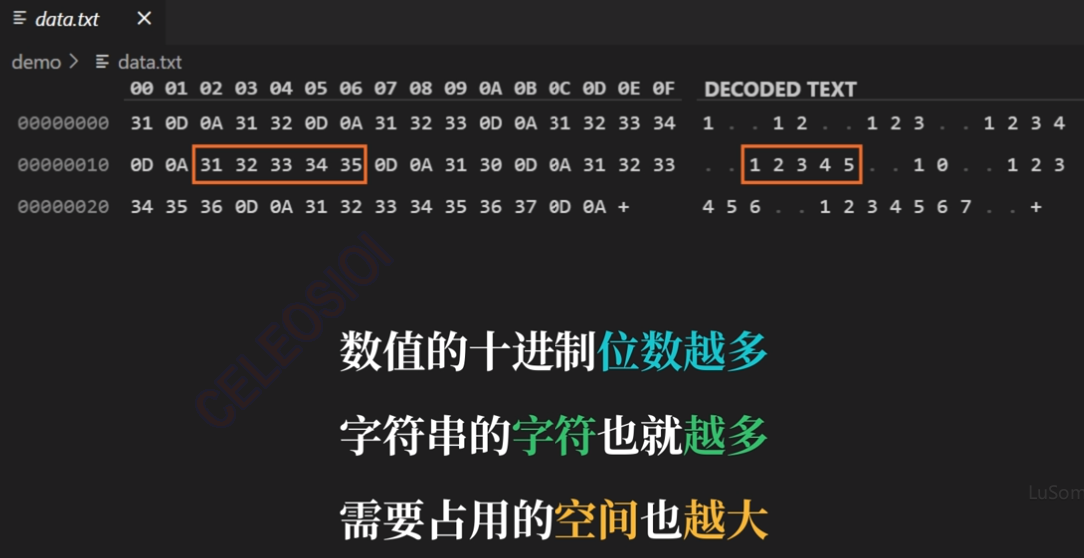 data.txt ×
demo > data.txt
00 01 02 03 04 05 06 07 08 09 0A 0B 0C 0D 0E 0F DECODED TEXT
00000000 31 0D 0A 31 32 0D 0A 31 32 33 0D 0A 31 32 33 34 1 . . 1 2 . . 1 2 3 . . 1 2 3 4
00000010 0D 0A 31 32 33 34 35 0D 0A 31 30 0D 0A 31 32 33 . . 1 2 3 4 5 . . 1 0 . . 1 2 3
00000020 34 35 36 0D 0A 31 32 33 34 35 36 37 0D 0A + 4 5 6 . . 1 2 3 4 5 6 7 . . +
CELEOSIOI
数值的十进制位数越多
字符串的字符也就越多
LuSom
需要占用的空间也越大